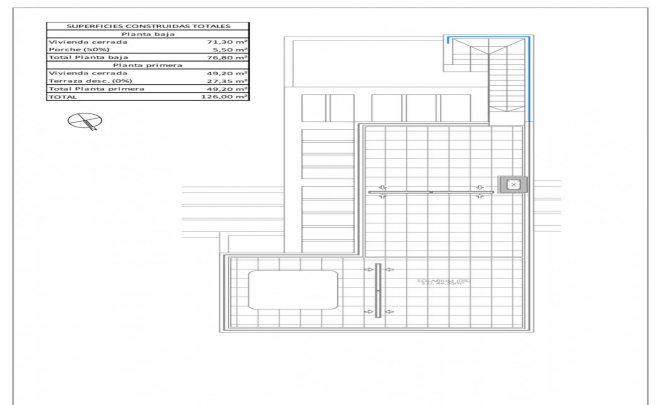 SUPERFICIES CONSTRUIDAS TOTALES
Planta baja
Vivienda cerrada 71,30 m²
Porche (50%) 5,50 m²
Total Planta baja 76,80 m²
Planta primera
Vivienda cerrada 49,20 m²
Terraza desc. (0%) 27,35 m²
Total Planta primera 49,20 m²
TOTAL 126,00 m²
SOLARIUM (0%)